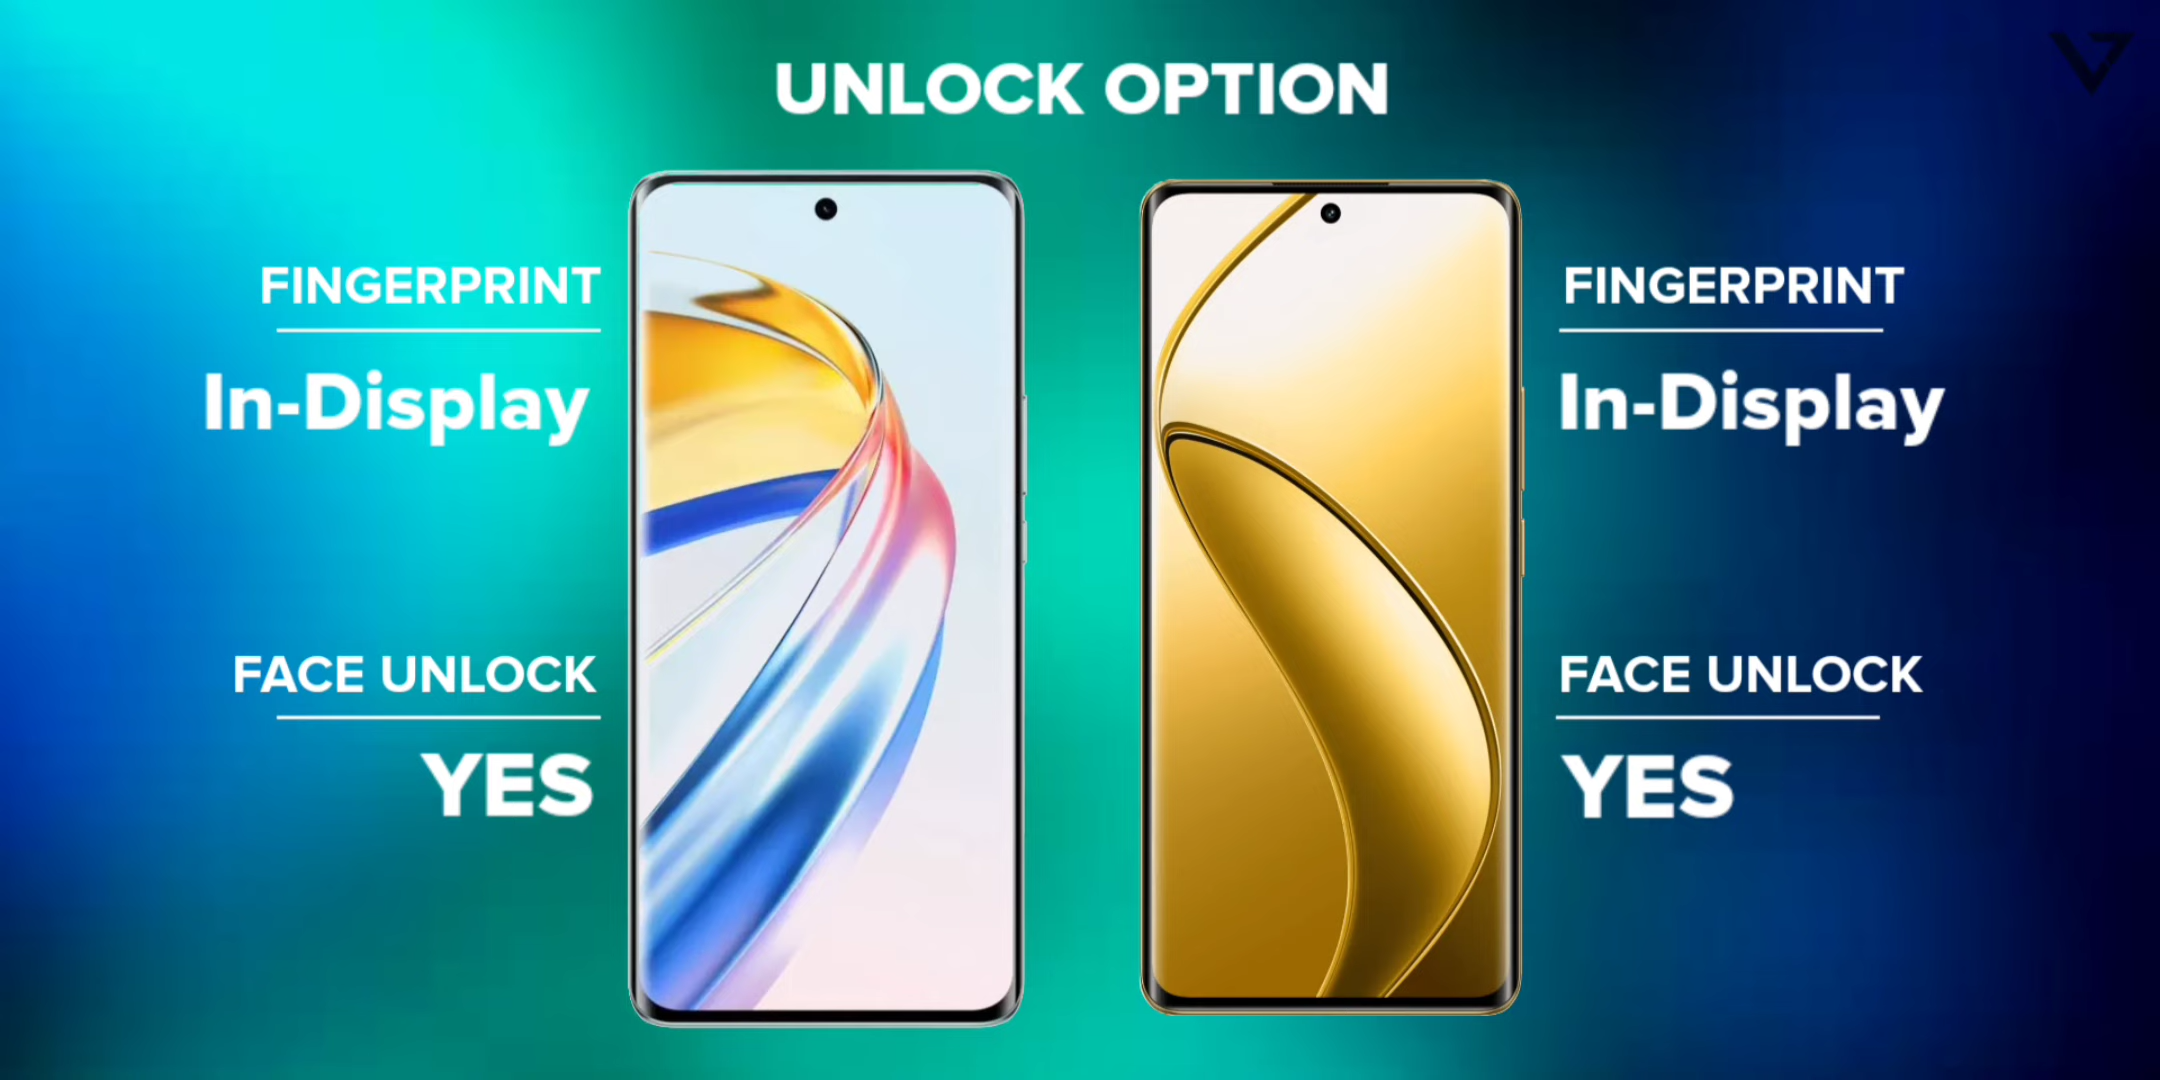 UNLOCK OPTION
FINGERPRINT
In-Display
FACE UNLOCK
YES
FINGERPRINT
In-Display
FACE UNLOCK
YES